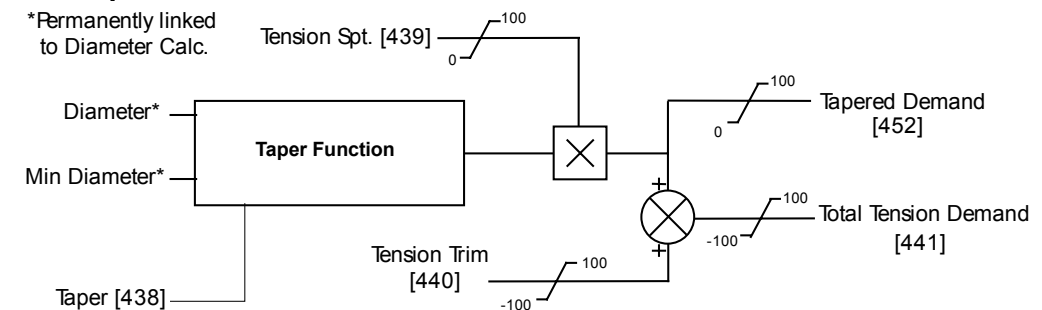 *Permanently linked
to Diameter Calc.
Tension Spt. [439]
100
0
Diameter*
Min Diameter*
Taper Function
100
0
Tapered Demand
[452]
+
+
100
-100
Total Tension Demand
[441]
Tension Trim
[440]
100
-100
Taper [438]